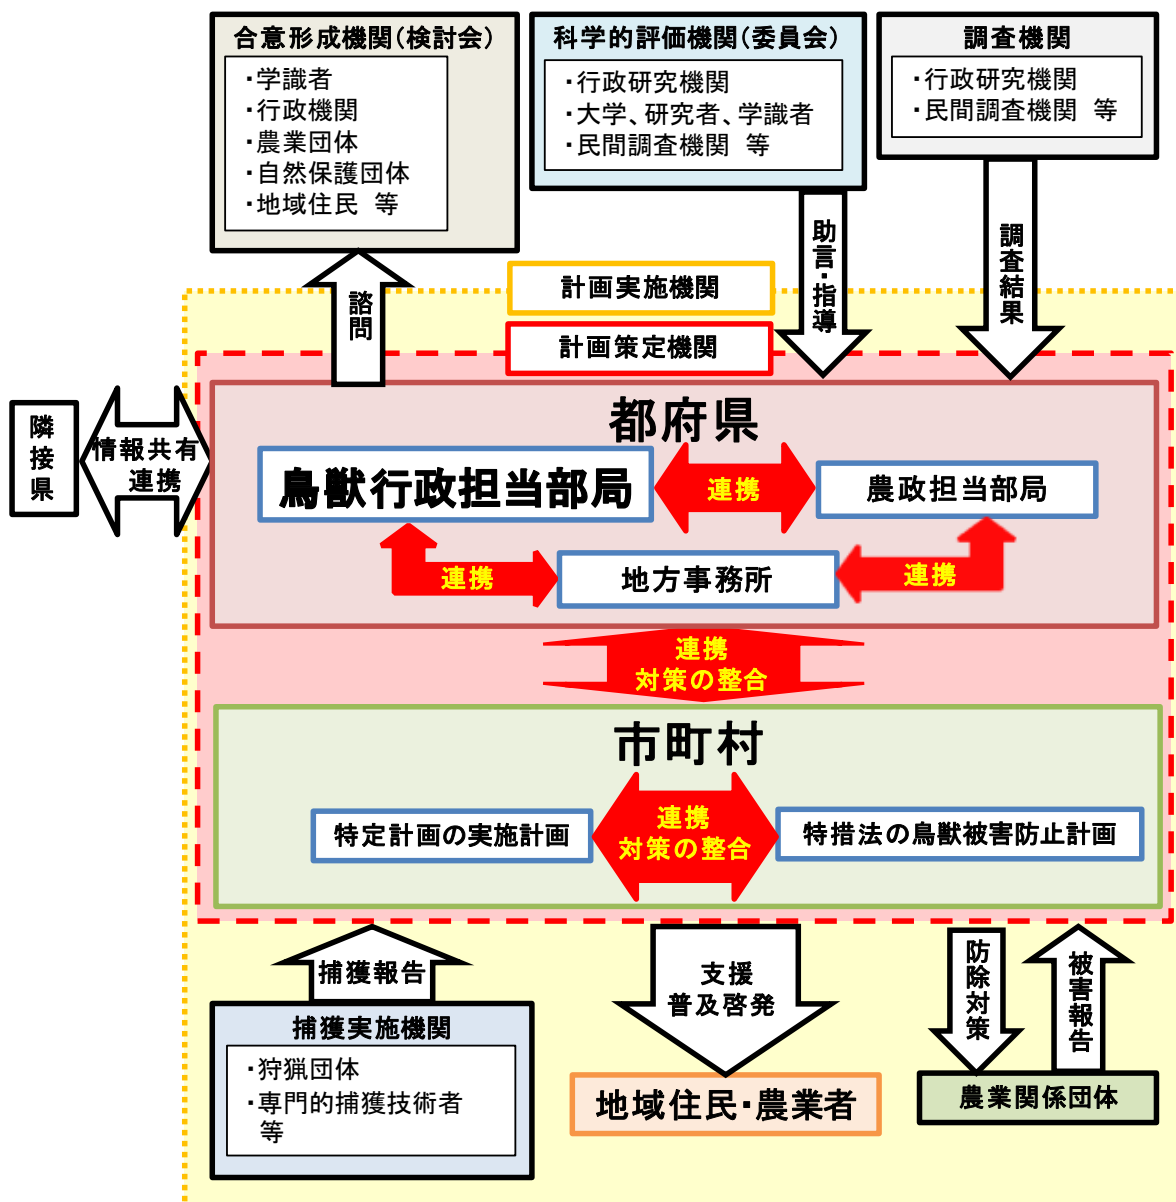 合意形成機関(検討会)
・学識者
・行政機関
・農業団体
・自然保護団体
・地域住民 等
科学的評価機関(委員会)
・行政研究機関
・大学、研究者、学識者
・民間調査機関 等
調査機関
・行政研究機関
・民間調査機関 等
諮問
助言・指導
調査結果
計画実施機関
計画策定機関
隣接県
情報共有
連携
都府県
鳥獣行政担当部局
連携
農政担当部局
連携
地方事務所
連携
連携
対策の整合
市町村
特定計画の実施計画
連携
対策の整合
特措法の鳥獣被害防止計画
捕獲報告
支援
普及啓発
防除対策
被害報告
捕獲実施機関
・狩猟団体
・専門的捕獲技術者
等
地域住民・農業者
農業関係団体